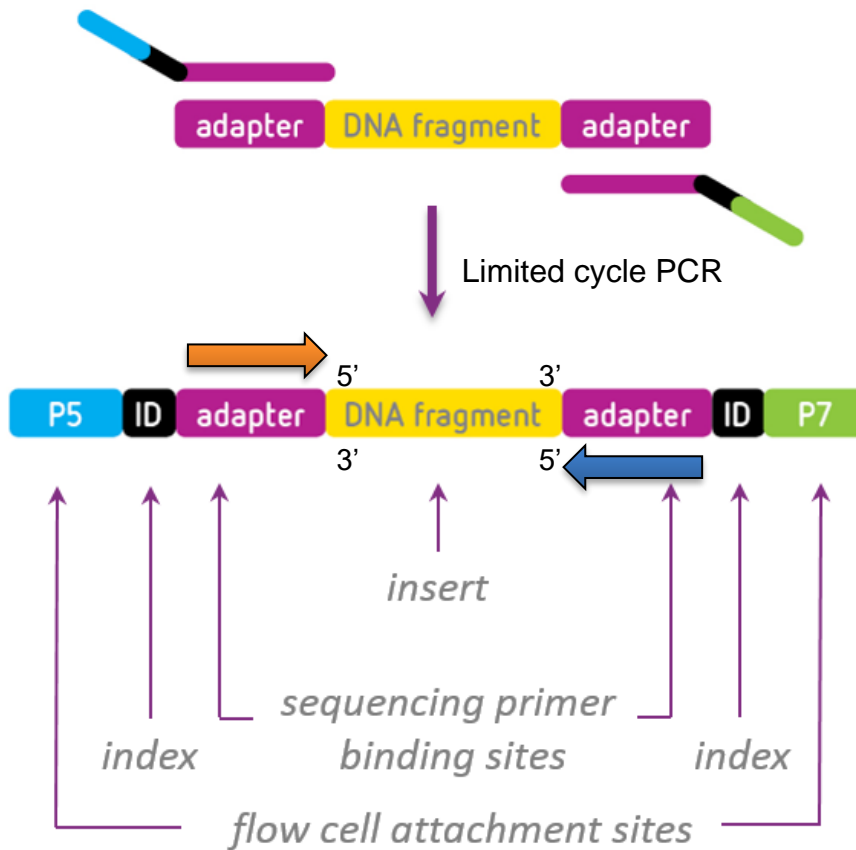 adapter DNA fragment adapter
Limited cycle PCR
5’ 3’
P5 ID adapter DNA fragment adapter ID P7
3’ 5’
insert
sequencing primer
index binding sites index
flow cell attachment sites